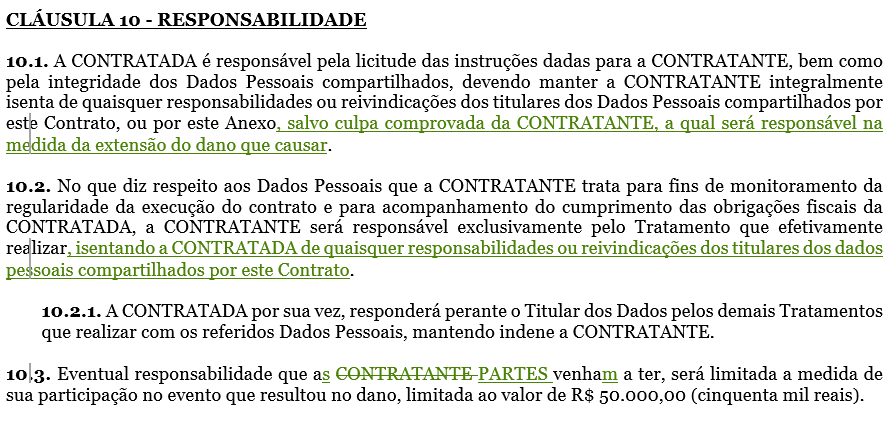 CLÁUSULA 10 - RESPONSABILIDADE
10.1. A CONTRATADA é responsável pela licitude das instruções dadas para a CONTRATANTE, bem como
pela integridade dos Dados Pessoais compartilhados, devendo manter a CONTRATANTE integralmente
isenta de quaisquer responsabilidades ou reivindicações dos titulares dos Dados Pessoais compartilhados por
este Contrato, ou por este Anexo, salvo culpa comprovada da CONTRATANTE, a qual será responsável na
medida da extensão do dano que causar.
10.2. No que diz respeito aos Dados Pessoais que a CONTRATANTE trata para fins de monitoramento da
regularidade da execução do contrato e para acompanhamento do cumprimento das obrigações fiscais da
CONTRATADA, a CONTRATANTE será responsável exclusivamente pelo Tratamento que efetivamente
realizar, isentando a CONTRATADA de quaisquer responsabilidades ou reivindicações dos titulares dos dados
pessoais compartilhados por este Contrato.
10.2.1. A CONTRATADA por sua vez, responderá perante o Titular dos Dados pelos demais Tratamentos
que realizar com os referidos Dados Pessoais, mantendo indene a CONTRATANTE.
10.3. Eventual responsabilidade que as CONTRATANTE PARTES venham a ter, será limitada a medida de
sua participação no evento que resultou no dano, limitada ao valor de R$ 50.000,00 (cinquenta mil reais).